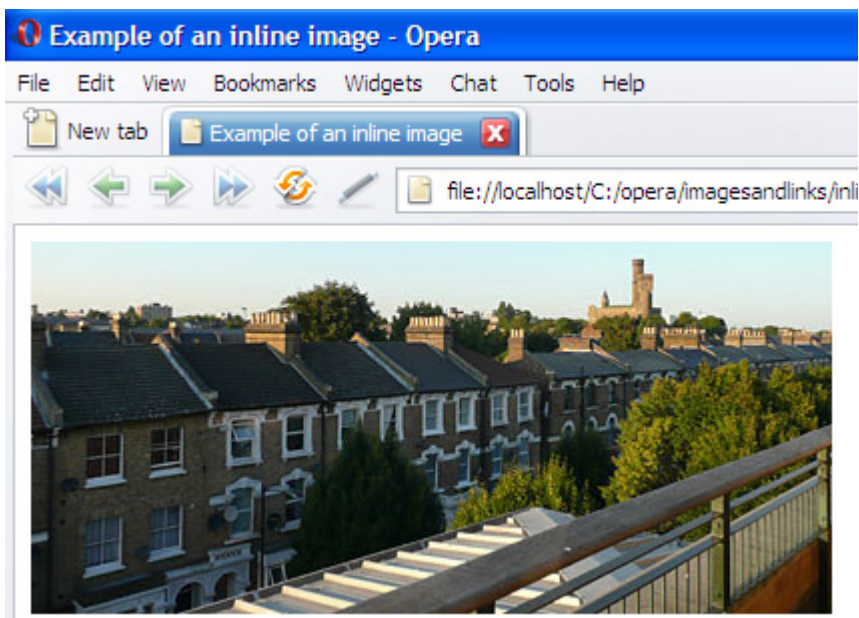 Example of an inline image - Opera
File Edit View Bookmarks Widgets Chat Tools Help
New tab Example of an inline image
file://localhost/C:/opera/imagesandlinks/inli